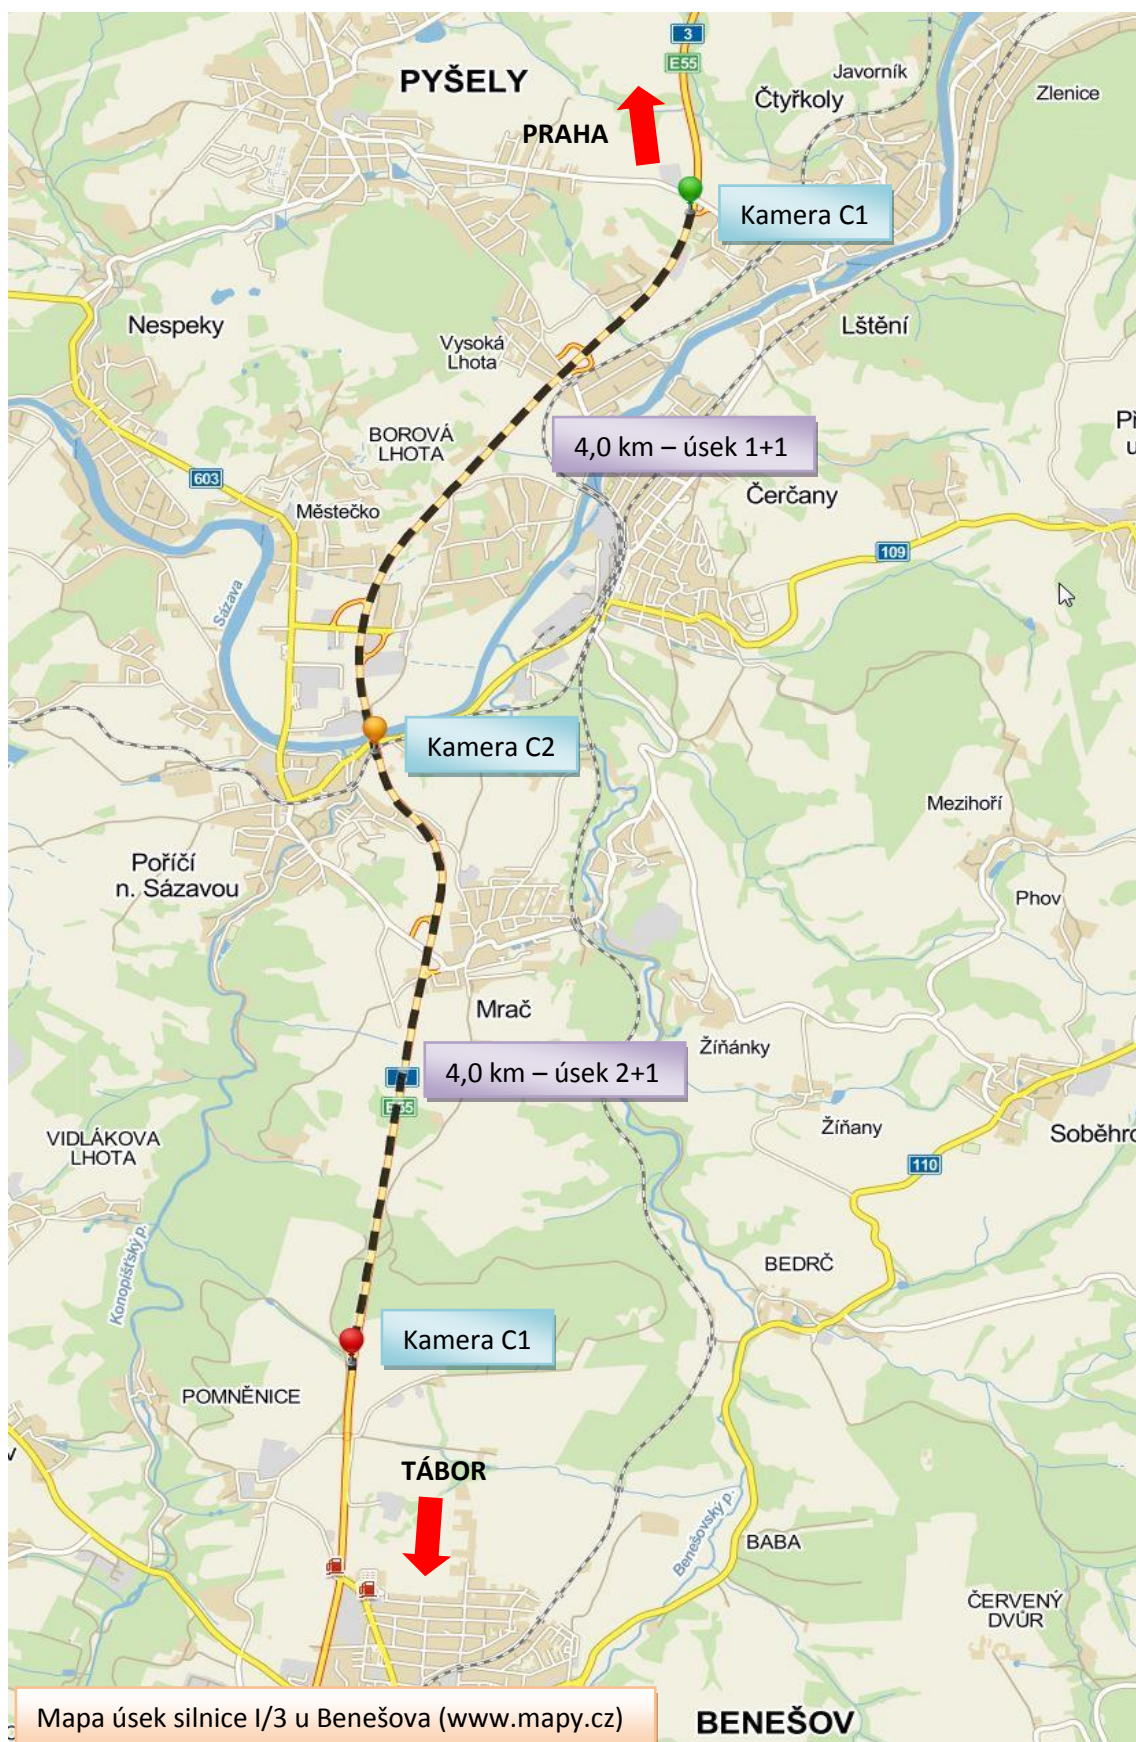 3
E55
PYŠELY
Javorník
Čtyřkoly
Zlenice
PRAHA
Kamera C1
Nespeky
Vysoká
Lhota
Lštění
BOROVÁ
LHOTA
4,0 km – úsek 1+1
Př
u
603
Městečko
Čerčany
109
Sázava
Kamera C2
Mezihoří
Poříčí
n. Sázavou
Phov
Mrač
Žíňánky
4,0 km – úsek 2+1
E55
VIDLÁKOVA
LHOTA
Žíňany
Soběhrd
110
Konopišťský p.
BEDRČ
Kamera C1
POMNĚNICE
v
TÁBOR
Benešovský p.
BABA
ČERVENÝ
DVŮR
Mapa úsek silnice I/3 u Benešova (www.mapy.cz)
BENEŠOV